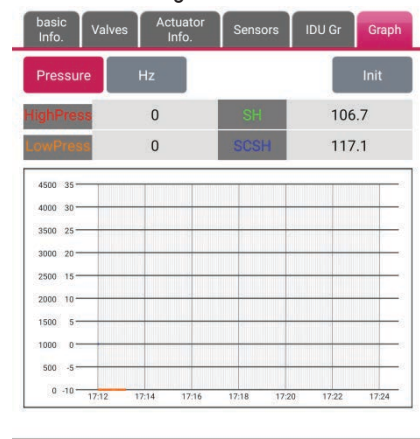 basic Info. Valves Actuator Info. Sensors IDU Gr Graph
Pressure Hz Init
HighPress 0 SH 106.7
LowPress 0 SCSH 117.1
4500 35
4000 30
3500 25
3000 20
2500 15
2000 10
1500 5
1000 0
500 -5
0 -10
17:12 17:14 17:16 17:18 17:20 17:22 17:24